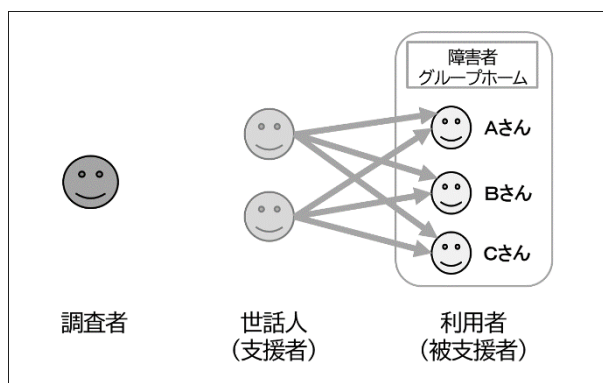 障害者
グループホーム
Aさん
Bさん
Cさん
調査者
世話人
（支援者）
利用者
（被支援者）